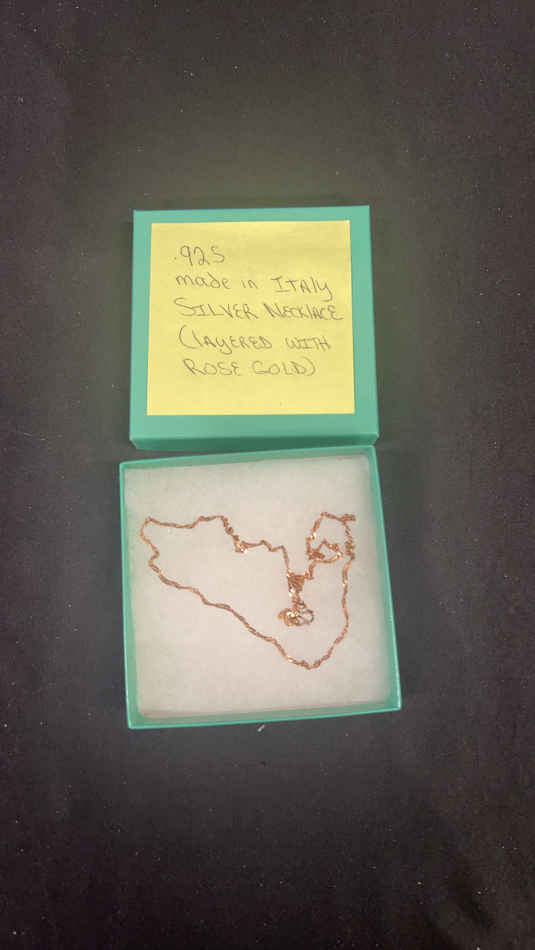 .925
made in ITALY
SILVER NECKLACE
(LAYERED WITH
ROSE GOLD)